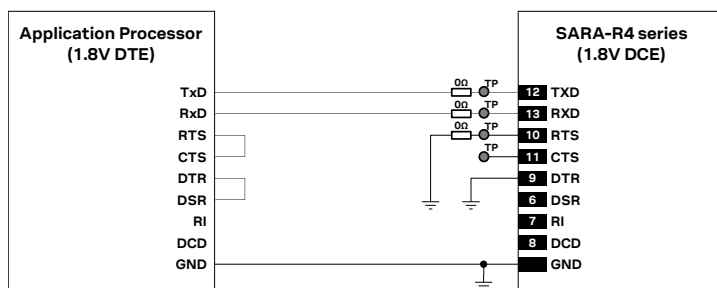 Application Processor
(1.8V DTE)
SARA-R4 series
(1.8V DCE)
TxD 0Ω TP 12 TXD
RxD 0Ω TP 13 RXD
RTS 0Ω TP 10 RTS
CTS TP 11 CTS
DTR 9 DTR
DSR 6 DSR
RI 7 RI
DCD 8 DCD
GND GND